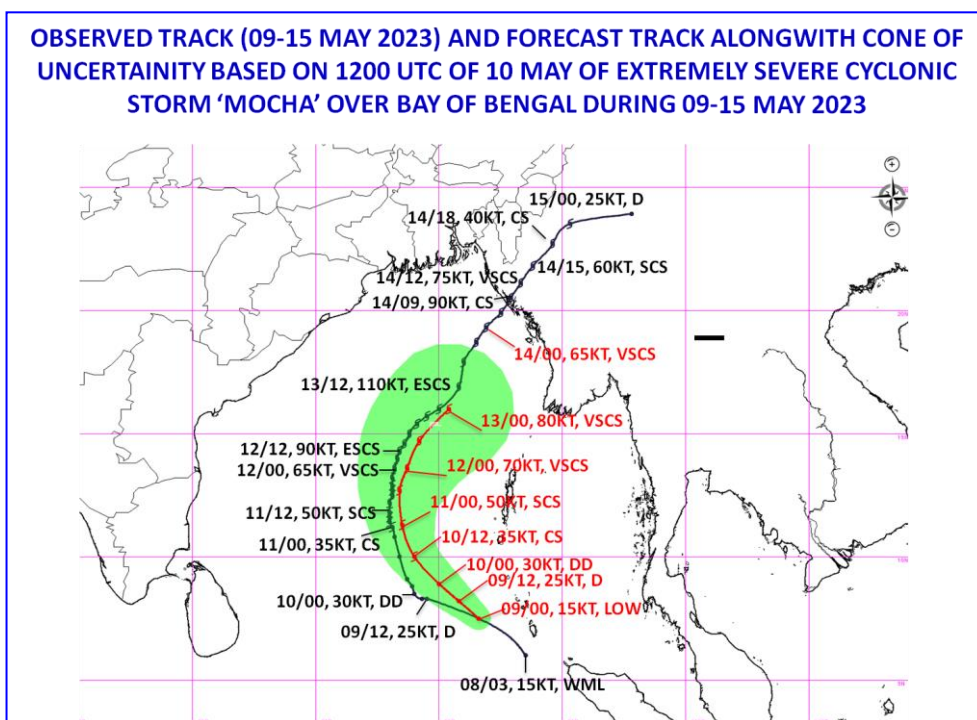 OBSERVED TRACK (09-15 MAY 2023) AND FORECAST TRACK ALONGWITH CONE OF
UNCERTAINITY BASED ON 1200 UTC OF 10 MAY OF EXTREMELY SEVERE CYCLONIC
STORM ‘MOCHA’ OVER BAY OF BENGAL DURING 09-15 MAY 2023
15/00, 25KT, D
14/18, 40KT, CS
14/15, 60KT, SCS
14/12, 75KT, VSCS
14/09, 90KT, CS
14/00, 65KT, VSCS
13/12, 110KT, ESCS
13/00, 80KT, VSCS
12/12, 90KT, ESCS
12/00, 65KT, VSCS
12/00, 70KT, VSCS
11/12, 50KT, SCS
11/00, 50KT, SCS
11/00, 35KT, CS
10/12, 35KT, CS
10/00, 30KT, DD
09/12, 25KT, D
10/00, 30KT, DD
09/00, 15KT, LOW
09/12, 25KT, D
08/03, 15KT, WML